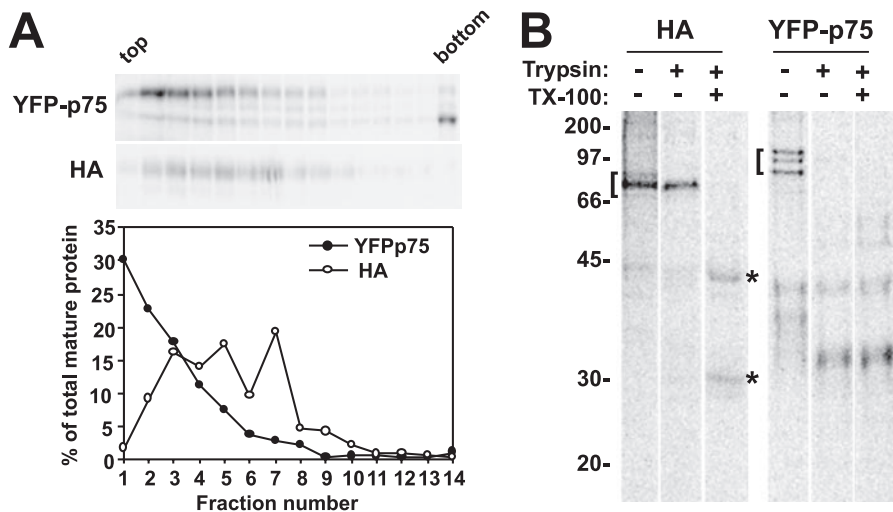 A
top
bottom
YFP-p75
HA
35
30
25
20
15
10
5
0
% of total mature protein
YFPp75
HA
1 2 3 4 5 6 7 8 9 10 11 12 13 14
Fraction number
B
HA YFP-p75
Trypsin: - + + - + +
TX-100: - - + - - +
200-
97-
66-
45-
30-
20-
[
[
*
*